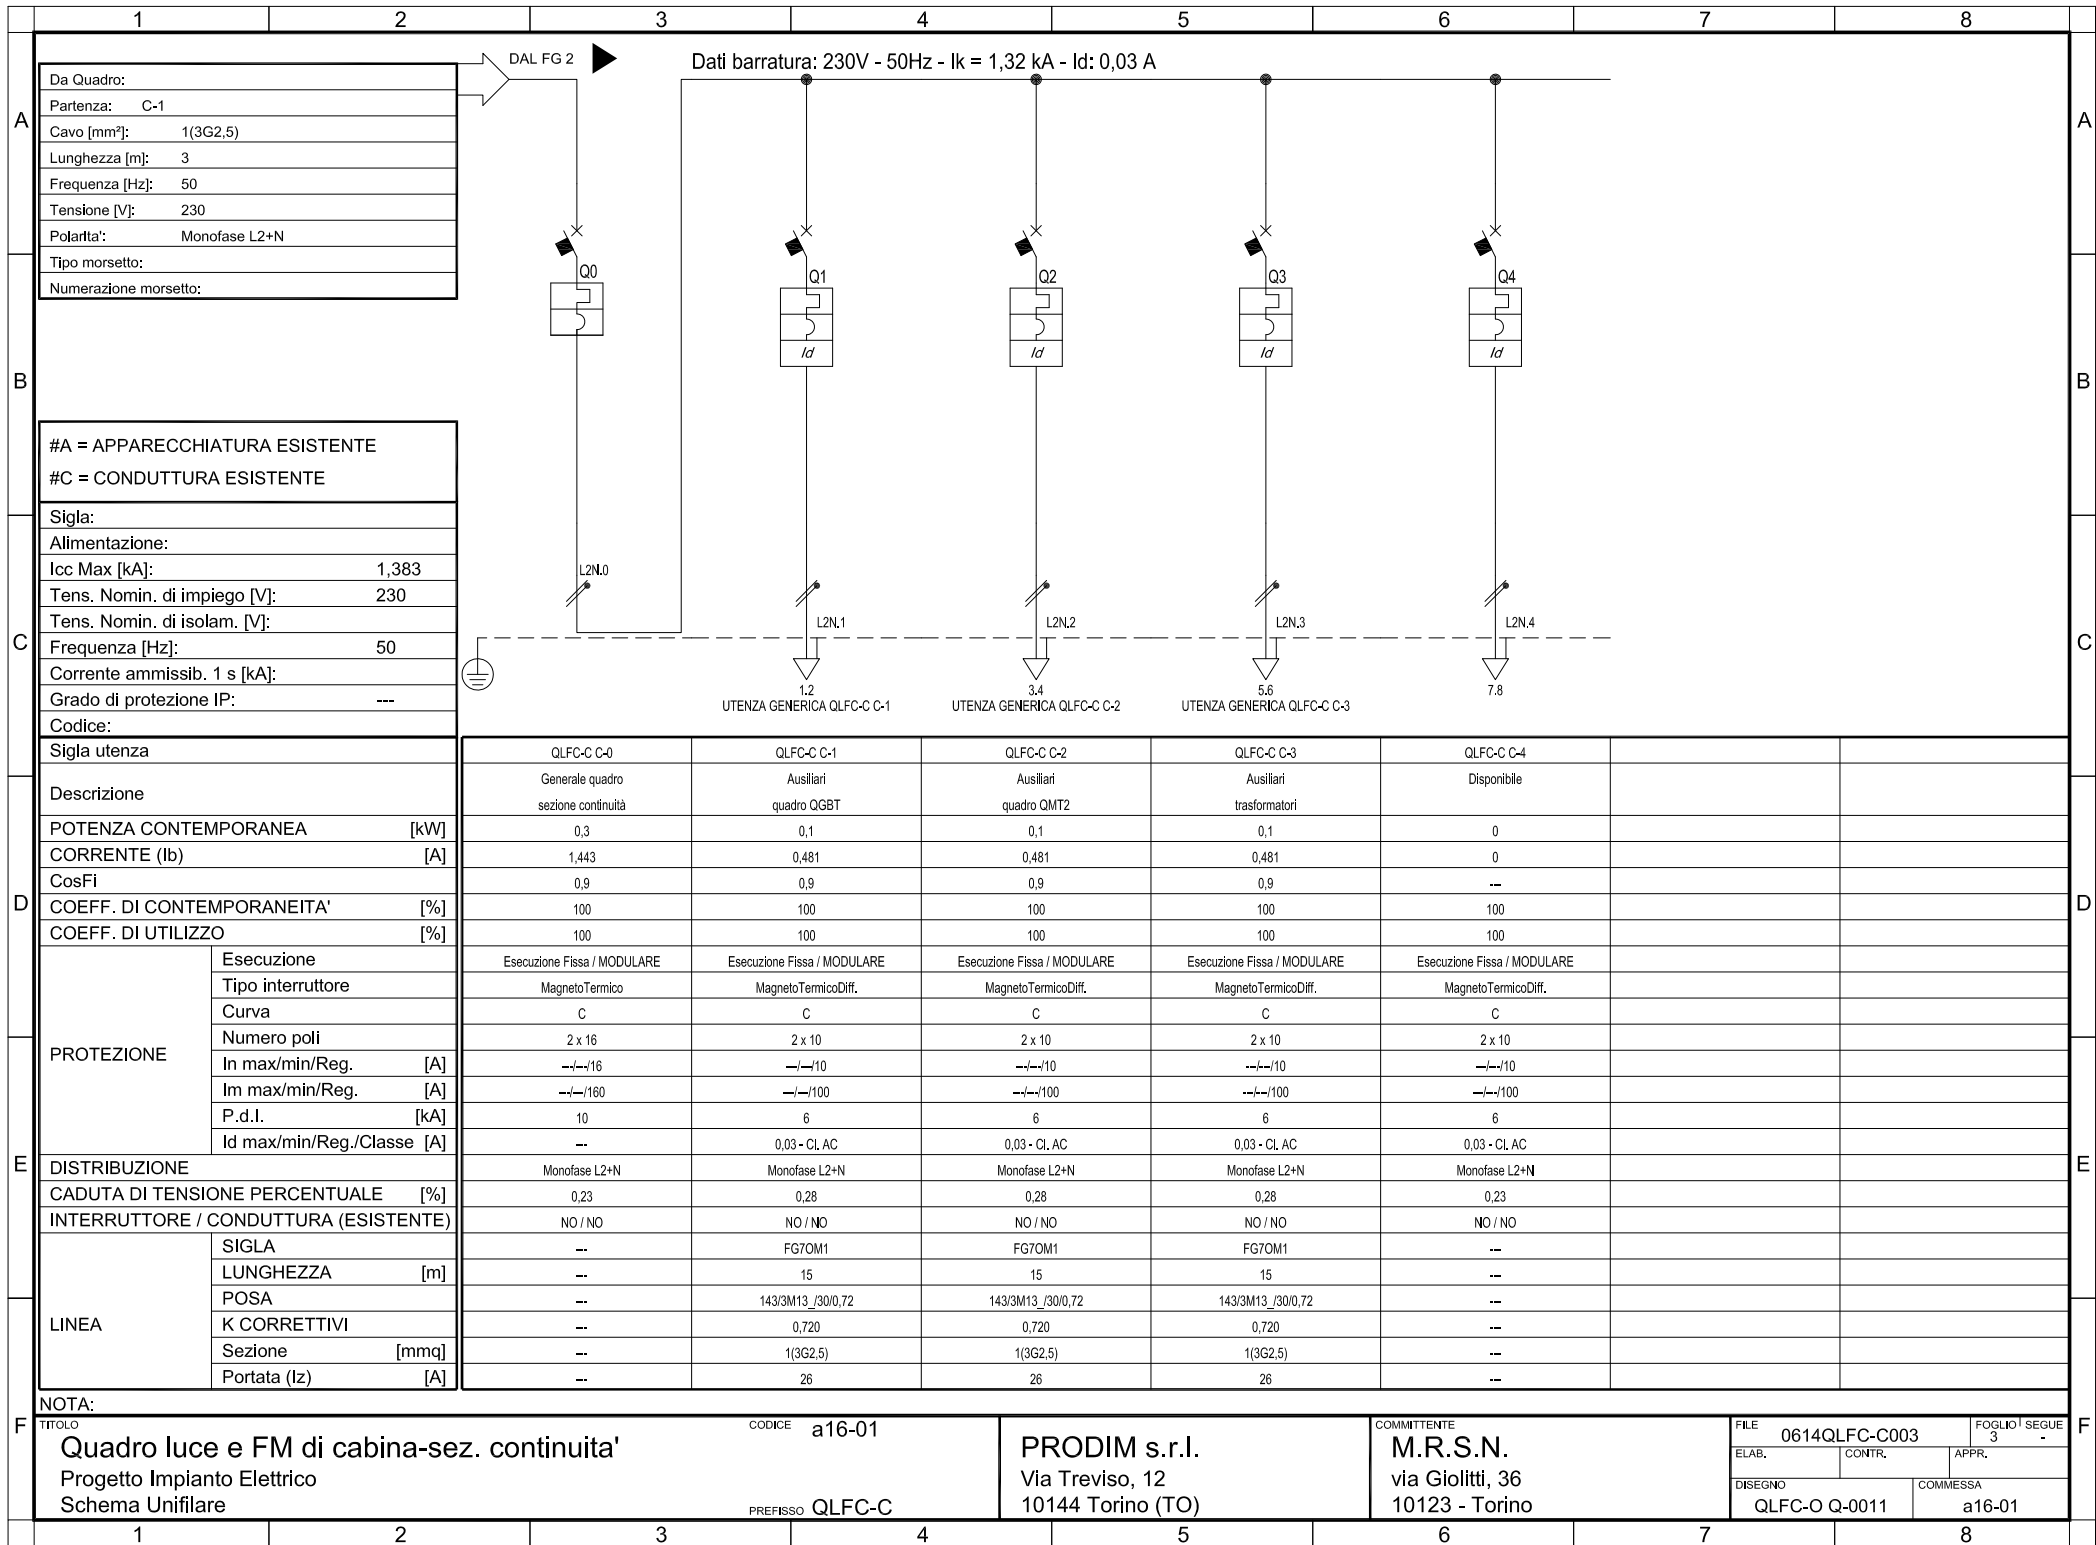 1 2 3 4 5 6 7 8
DAL FG 2
Dati barratura: 230V - 50Hz - Ik = 1,32 kA - Id: 0,03 A
Da Quadro:
Partenza: C-1
Cavo [mm²]: 1(3G2,5)
Lunghezza [m]: 3
Frequenza [Hz]: 50
Tensione [V]: 230
Polarita': Monofase L2+N
Tipo morsetto:
Numerazione morsetto:
A A
B B
C C
D D
E E
F F
Q0 Q1 Q2 Q3 Q4
Id Id Id Id
#A = APPARECCHIATURA ESISTENTE
#C = CONDUTTURA ESISTENTE
Sigla:
Alimentazione:
Icc Max [kA]: 1,383
Tens. Nomin. di impiego [V]: 230
Tens. Nomin. di isolam. [V]:
Frequenza [Hz]: 50
Corrente ammissib. 1 s [kA]:
Grado di protezione IP: ---
Codice:
L2N.0 L2N.1 L2N.2 L2N.3 L2N.4
1.2 3.4 5.6 7.8
UTENZA GENERICA QLFC-C C-1 UTENZA GENERICA QLFC-C C-2 UTENZA GENERICA QLFC-C C-3
Sigla utenza QLFC-C C-0 QLFC-C C-1 QLFC-C C-2 QLFC-C C-3 QLFC-C C-4
Descrizione
Generale quadro Ausiliari Ausiliari Ausiliari Disponibile
sezione continuità quadro QGBT quadro QMT2 trasformatori
POTENZA CONTEMPORANEA [kW] 0,3 0,1 0,1 0,1 0
CORRENTE (Ib) [A] 1,443 0,481 0,481 0,481 0
CosFi 0,9 0,9 0,9 0,9 ---
COEFF. DI CONTEMPORANEITA' [%] 100 100 100 100 100
COEFF. DI UTILIZZO [%] 100 100 100 100 100
PROTEZIONE
Esecuzione Esecuzione Fissa / MODULARE Esecuzione Fissa / MODULARE Esecuzione Fissa / MODULARE Esecuzione Fissa / MODULARE Esecuzione Fissa / MODULARE
Tipo interruttore MagnetoTermico MagnetoTermicoDiff. MagnetoTermicoDiff. MagnetoTermicoDiff. MagnetoTermicoDiff.
Curva C C C C C
Numero poli 2 x 16 2 x 10 2 x 10 2 x 10 2 x 10
In max/min/Reg. [A] ---/---/16 ---/---/10 ---/---/10 ---/---/10 ---/---/10
Im max/min/Reg. [A] ---/---/160 ---/---/100 ---/---/100 ---/---/100 ---/---/100
P.d.I. [kA] 10 6 6 6 6
Id max/min/Reg./Classe [A] --- 0,03 - Cl. AC 0,03 - Cl. AC 0,03 - Cl. AC 0,03 - Cl. AC
DISTRIBUZIONE Monofase L2+N Monofase L2+N Monofase L2+N Monofase L2+N Monofase L2+N
CADUTA DI TENSIONE PERCENTUALE [%] 0,23 0,28 0,28 0,28 0,23
INTERRUTTORE / CONDUTTURA (ESISTENTE) NO / NO NO / NO NO / NO NO / NO NO / NO
LINEA
SIGLA --- FG7OM1 FG7OM1 FG7OM1 ---
LUNGHEZZA [m] --- 15 15 15 ---
POSA --- 143/3M13_/30/0,72 143/3M13_/30/0,72 143/3M13_/30/0,72 ---
K CORRETTIVI --- 0,720 0,720 0,720 ---
Sezione [mmq] --- 1(3G2,5) 1(3G2,5) 1(3G2,5) ---
Portata (Iz) [A] --- 26 26 26 ---
NOTA:
TITOLO
Quadro luce e FM di cabina-sez. continuita'
Progetto Impianto Elettrico
Schema Unifilare
CODICE a16-01
PREFISSO QLFC-C
PRODIM s.r.l.
Via Treviso, 12
10144 Torino (TO)
COMMITTENTE
M.R.S.N.
via Giolitti, 36
10123 - Torino
FILE 0614QLFC-C003
FOGLIO 3 SEGUE -
ELAB. CONTR. APPR.
DISEGNO QLFC-O Q-0011
COMMESSA a16-01
1 2 3 4 5 6 7 8